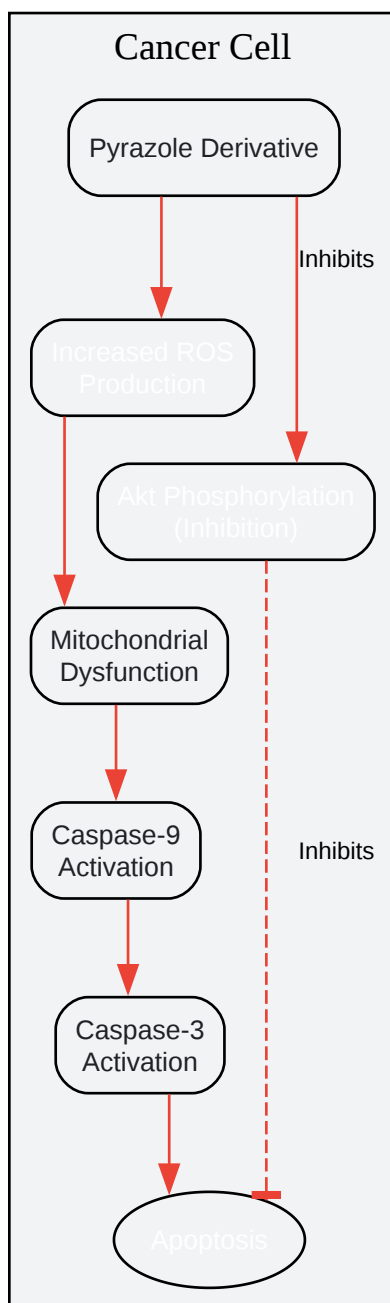 Cancer Cell
Pyrazole Derivative
Inhibits
Increased ROS
Production
Akt Phosphorylation
(Inhibition)
Mitochondrial
Dysfunction
Caspase-9
Activation
Inhibits
Caspase-3
Activation
Apoptosis